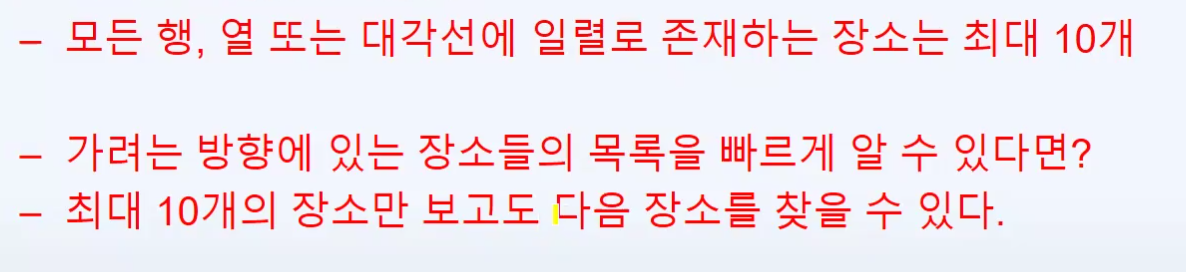 – 모든 행, 열 또는 대각선에 일렬로 존재하는 장소는 최대 10개
– 가려는 방향에 있는 장소들의 목록을 빠르게 알 수 있다면?
– 최대 10개의 장소만 보고도 다음 장소를 찾을 수 있다.